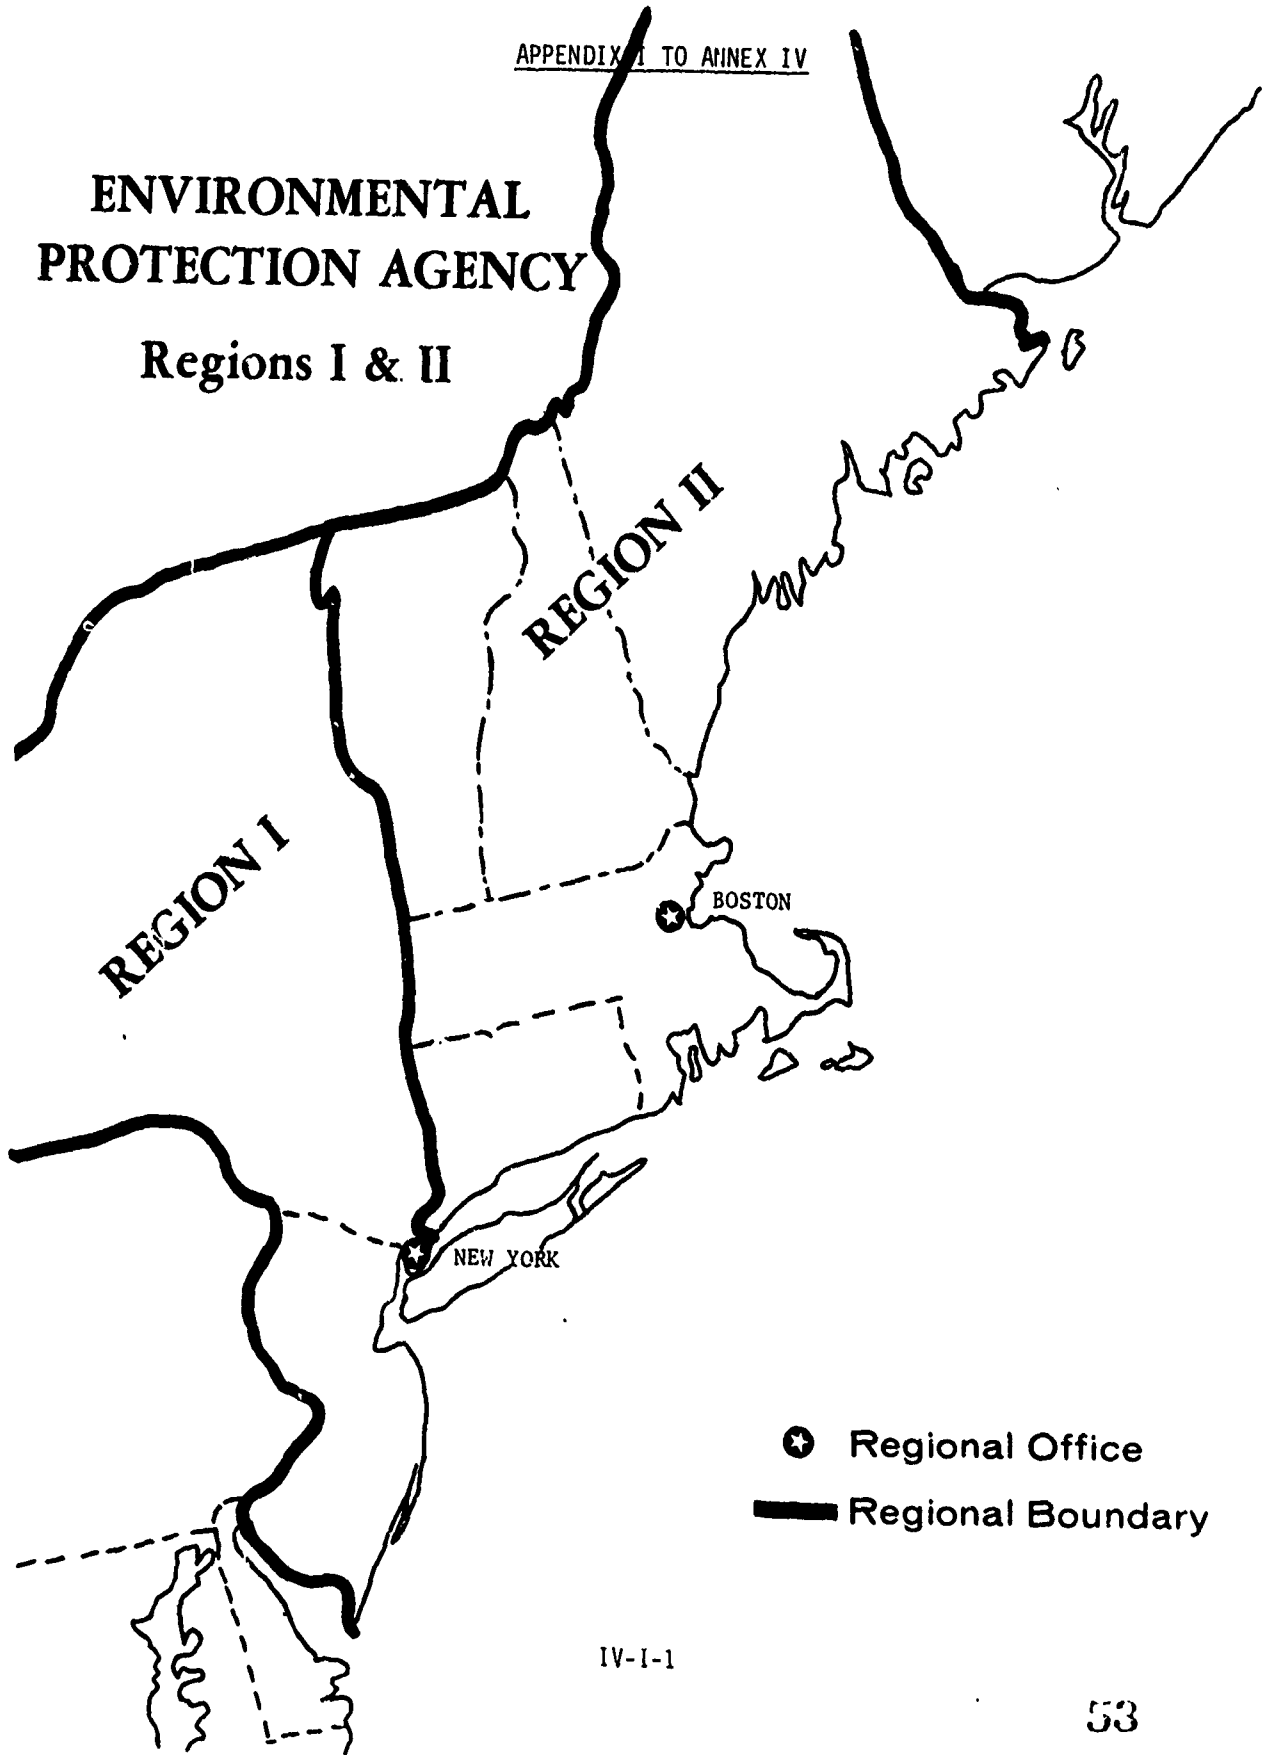 APPENDIX I TO ANNEX IV
ENVIRONMENTAL
PROTECTION AGENCY
Regions I & II
REGION II
REGION I
BOSTON
NEW YORK
Regional Office
Regional Boundary
IV-I-1
53